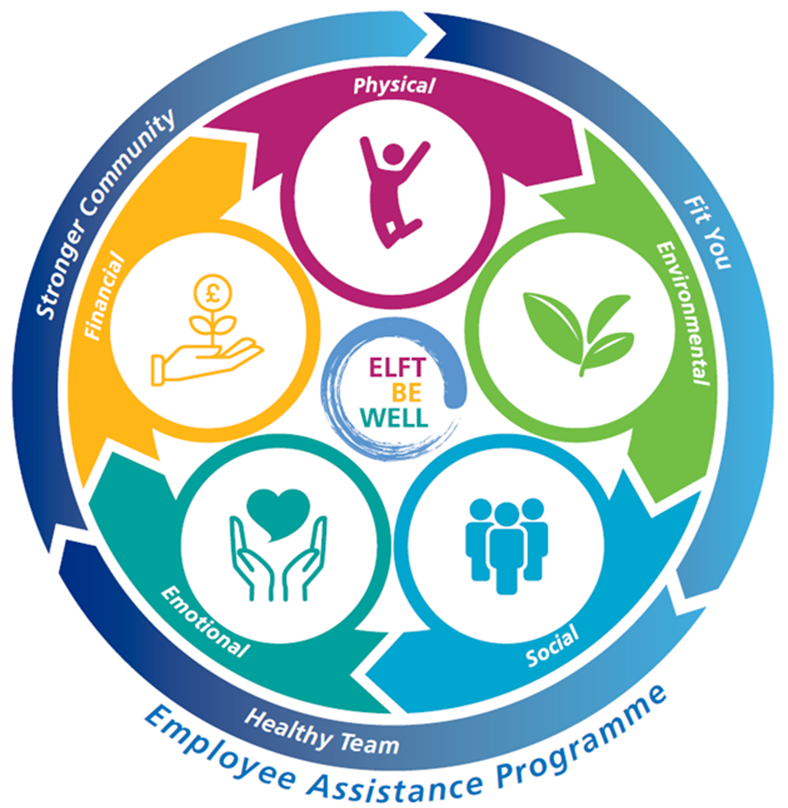 Physical
Stronger Community
Fit You
Financial
Environmental
£
ELFT
BE
WELL
Emotional
Social
Healthy Team
Employee Assistance Programme